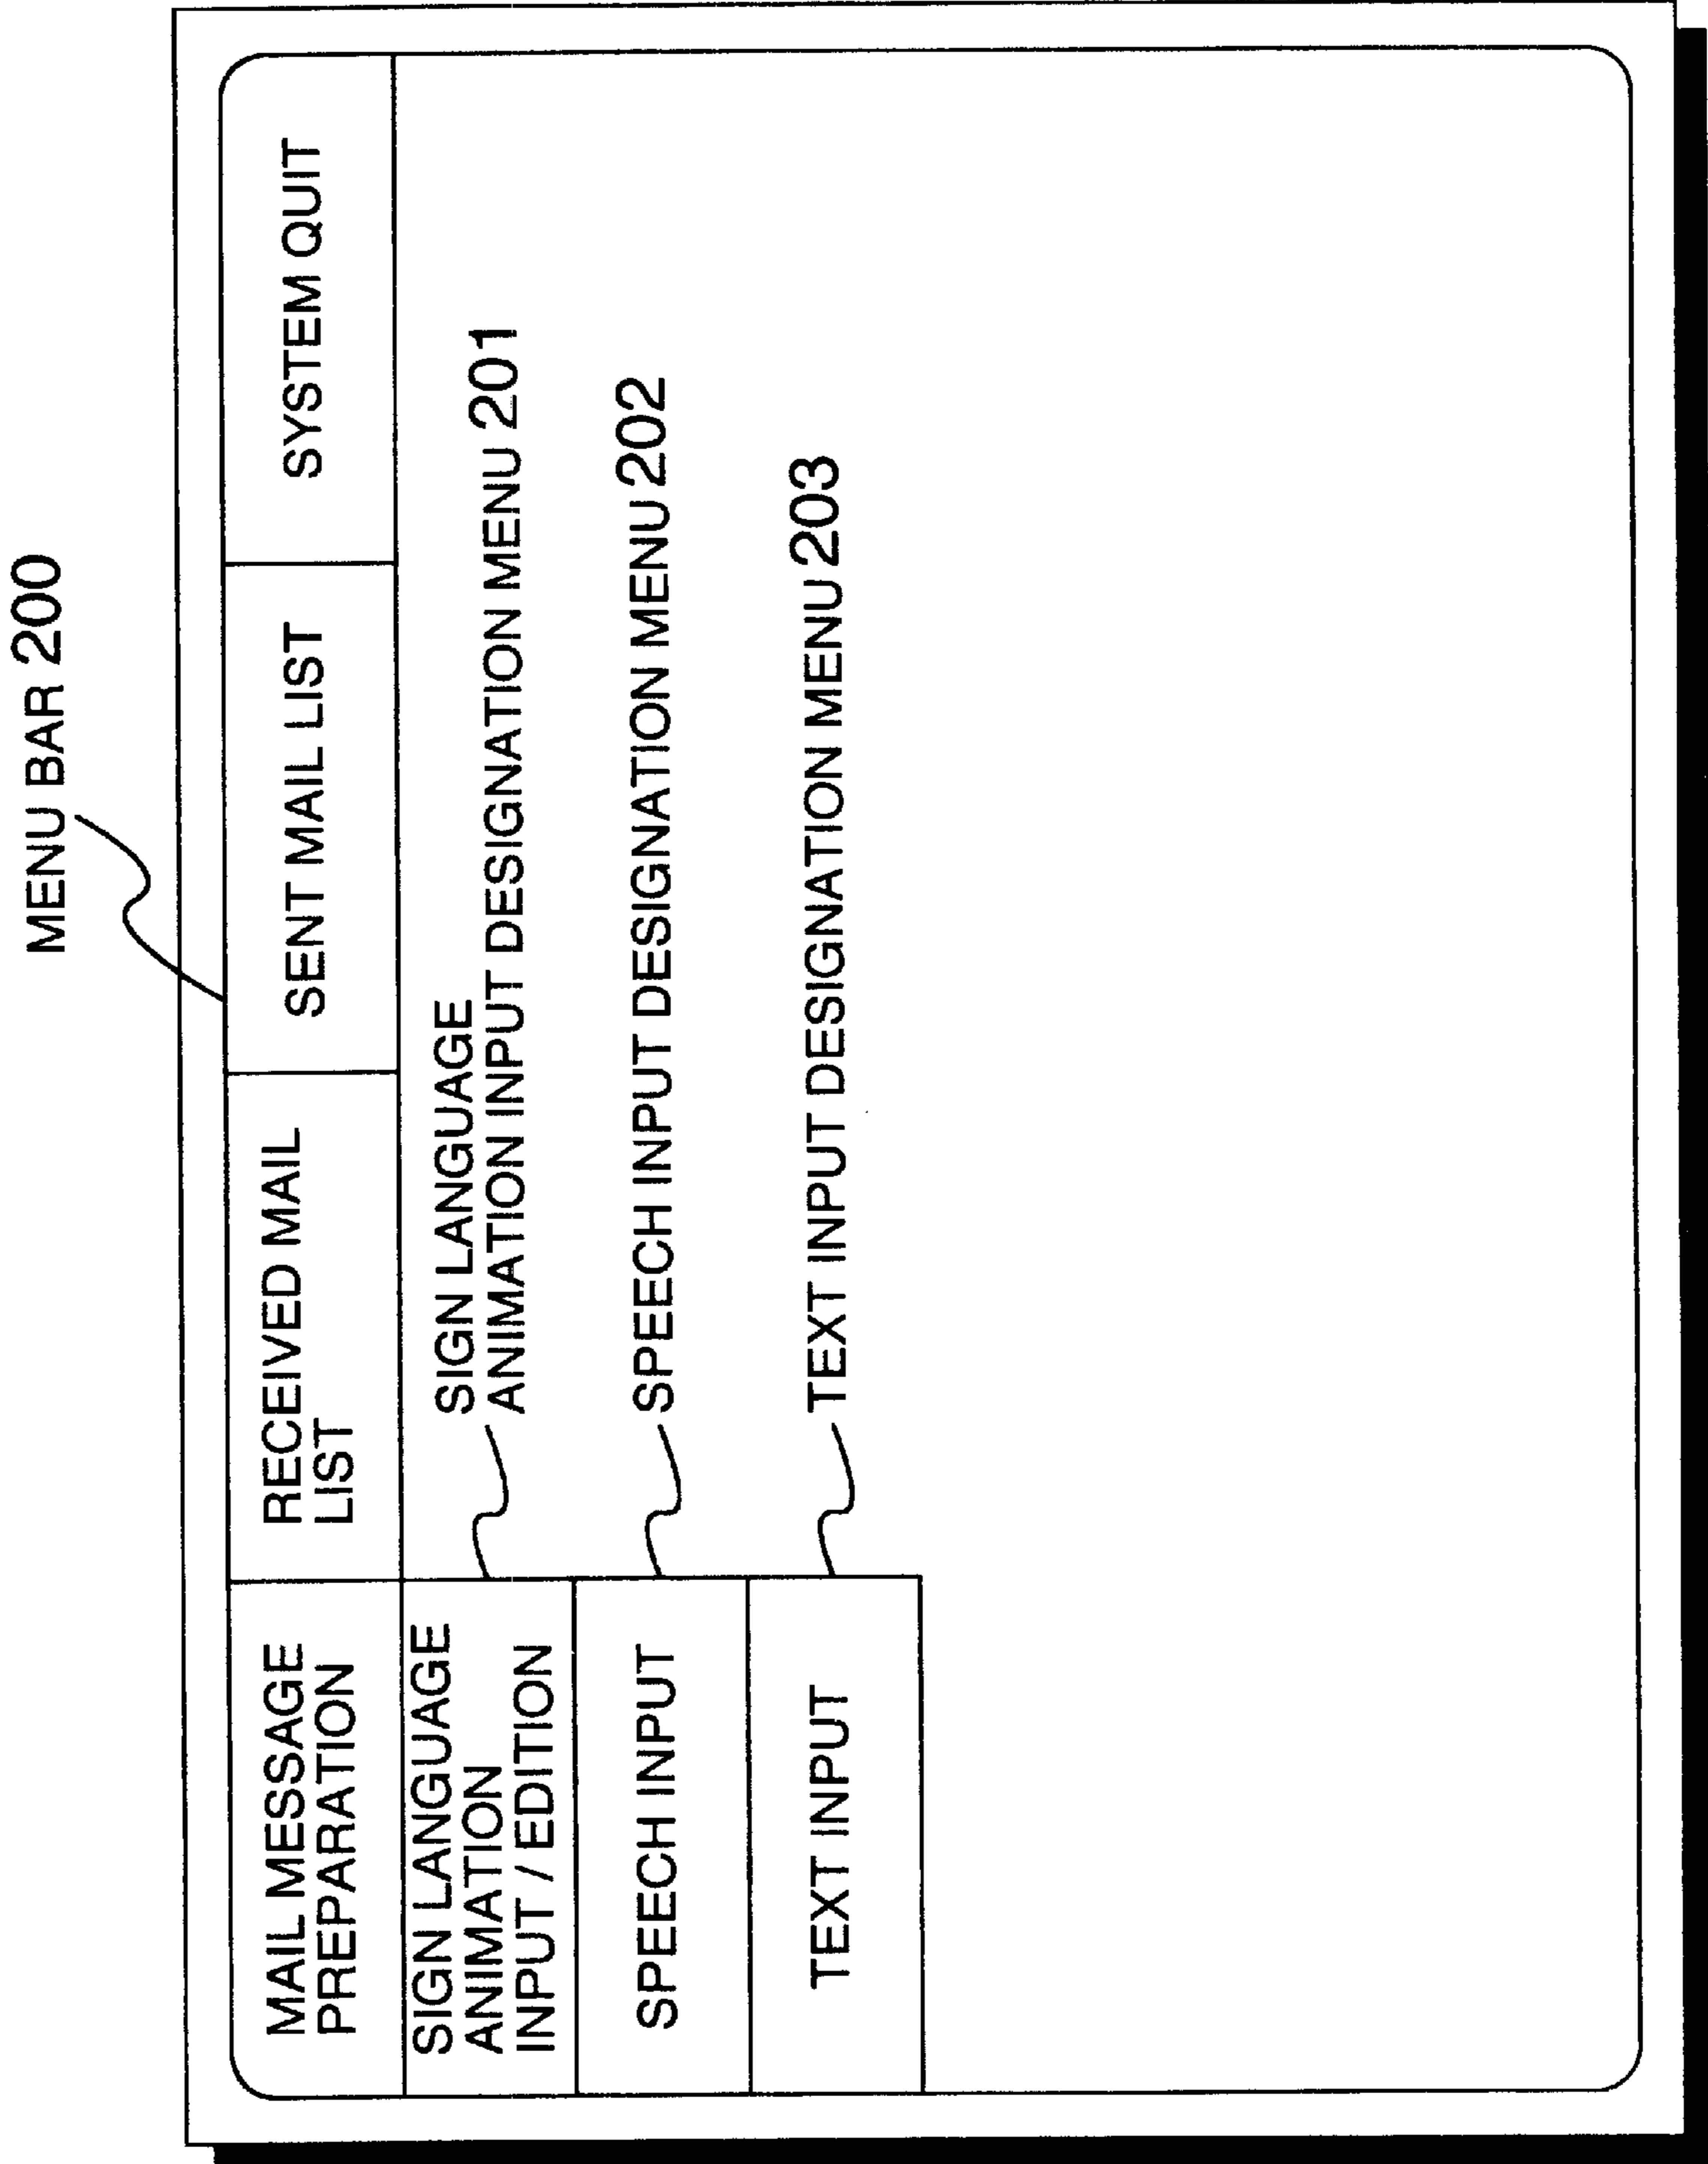 MENU BAR 200
MAIL MESSAGE
PREPARATION
RECEIVED MAIL
LIST
SENT MAIL LIST
SYSTEM QUIT
SIGN LANGUAGE
ANIMATION
INPUT / EDITION
SIGN LANGUAGE
ANIMATION INPUT DESIGNATION MENU 201
SPEECH INPUT
SPEECH INPUT DESIGNATION MENU 202
TEXT INPUT
TEXT INPUT DESIGNATION MENU 203